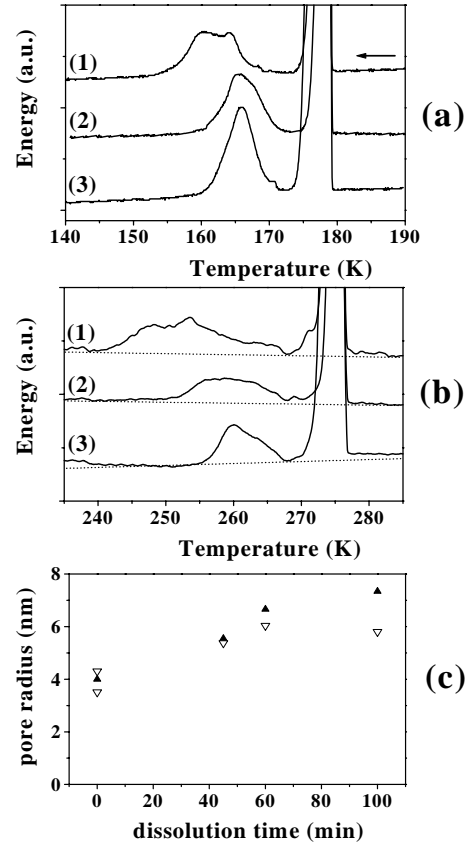 (1)
(2)
(3)
Energy (a.u.)
140 150 160 170 180 190
Temperature (K)
(a)
(1)
(2)
(3)
Energy (a.u.)
240 250 260 270 280
Temperature (K)
(b)
8
6
4
2
0
pore radius (nm)
0 20 40 60 80 100
dissolution time (min)
(c)